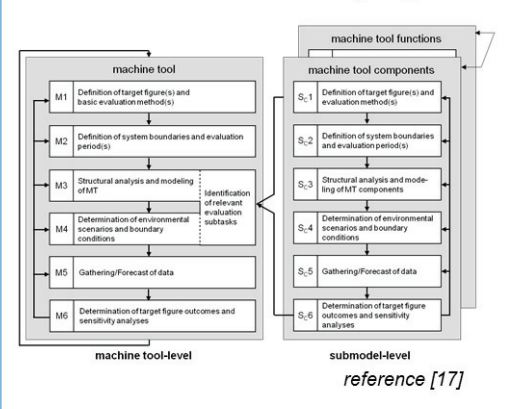 machine tool functions
machine tool
machine tool components
M1
Definition of target figure(s) and
basic evaluation method(s)
M2
Definition of system boundaries and evaluation
period(s)
M3
Structural analysis and modeling
of MT
M4
Determination of environmental
scenarios and boundary
conditions
Identification
of relevant
evaluation
subtasks
M5
Gathering/Forecast of data
M6
Determination of target figure outcomes and
sensitivity analyses
SC1
Definition of target figure(s) and
evaluation method(s)
SC2
Definition of system boundaries
and evaluation period(s)
SC3
Structural analysis and mode-
ling of MT components
SC4
Determination of environmental
scenarios and boundary
conditions
SC5
Gathering/Forecast of data
SC6
Determination of target figure
outcomes and sensitivity
analyses
machine tool-level
submodel-level
reference [17]